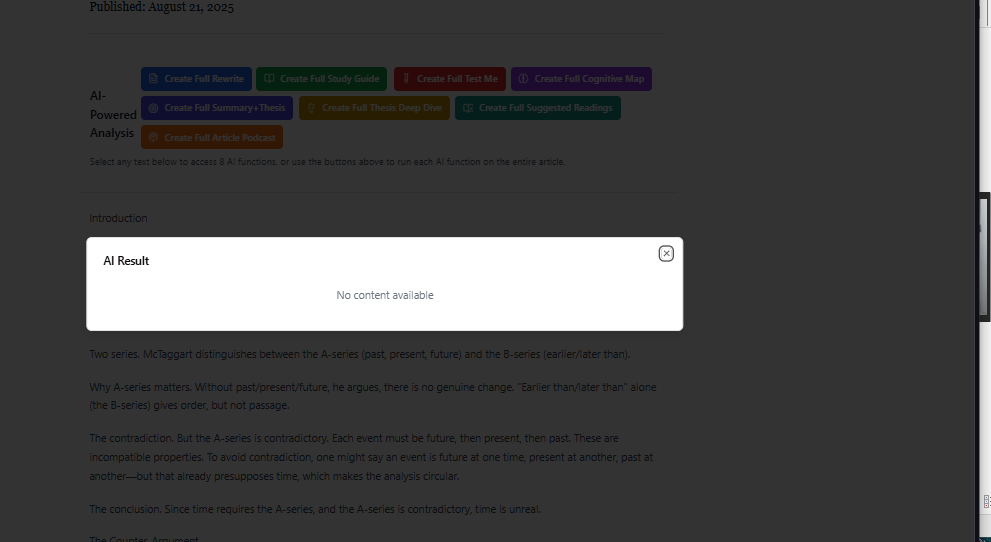 Published: August 21, 2025
AI-Powered Analysis
Create Full Rewrite
Create Full Study Guide
Create Full Test Me
Create Full Cognitive Map
Create Full Summary+Thesis
Create Full Thesis Deep Dive
Create Full Suggested Readings
Create Full Article Podcast
Select any text below to access 8 AI functions, or use the buttons above to run each AI function on the entire article.
Introduction
AI Result
No content available
Two series. McTaggart distinguishes between the A-series (past, present, future) and the B-series (earlier/later than).
Why A-series matters. Without past/present/future, he argues, there is no genuine change. “Earlier than/later than” alone
(the B-series) gives order, but not passage.
The contradiction. But the A-series is contradictory. Each event must be future, then present, then past. These are
incompatible properties. To avoid contradiction, one might say an event is future at one time, present at another, past at
another—but that already presupposes time, which makes the analysis circular.
The conclusion. Since time requires the A-series, and the A-series is contradictory, time is unreal.
The Counter-Argument